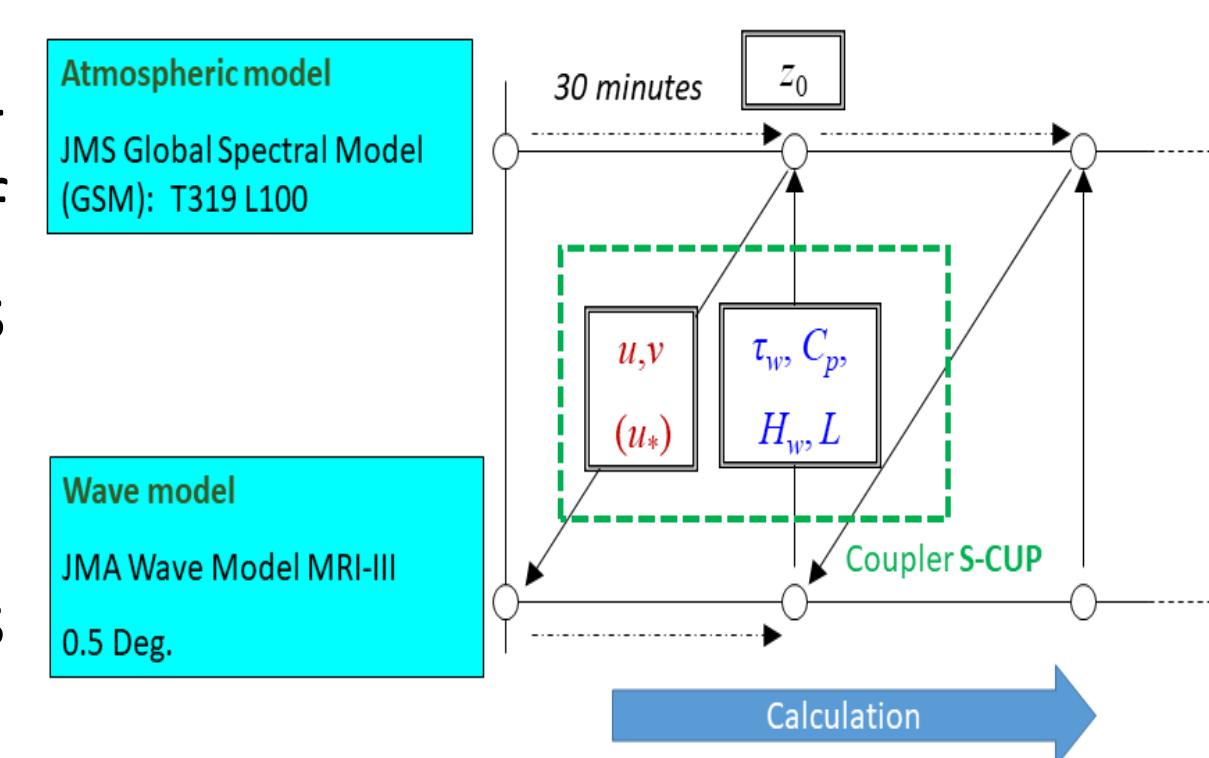 Atmospheric model
JMS Global Spectral Model
(GSM): T319 L100
30 minutes
z₀
u,v
(u*)
τw, Cp,
Hw, L
Coupler S-CUP
Wave model
JMA Wave Model MRI-III
0.5 Deg.
Calculation